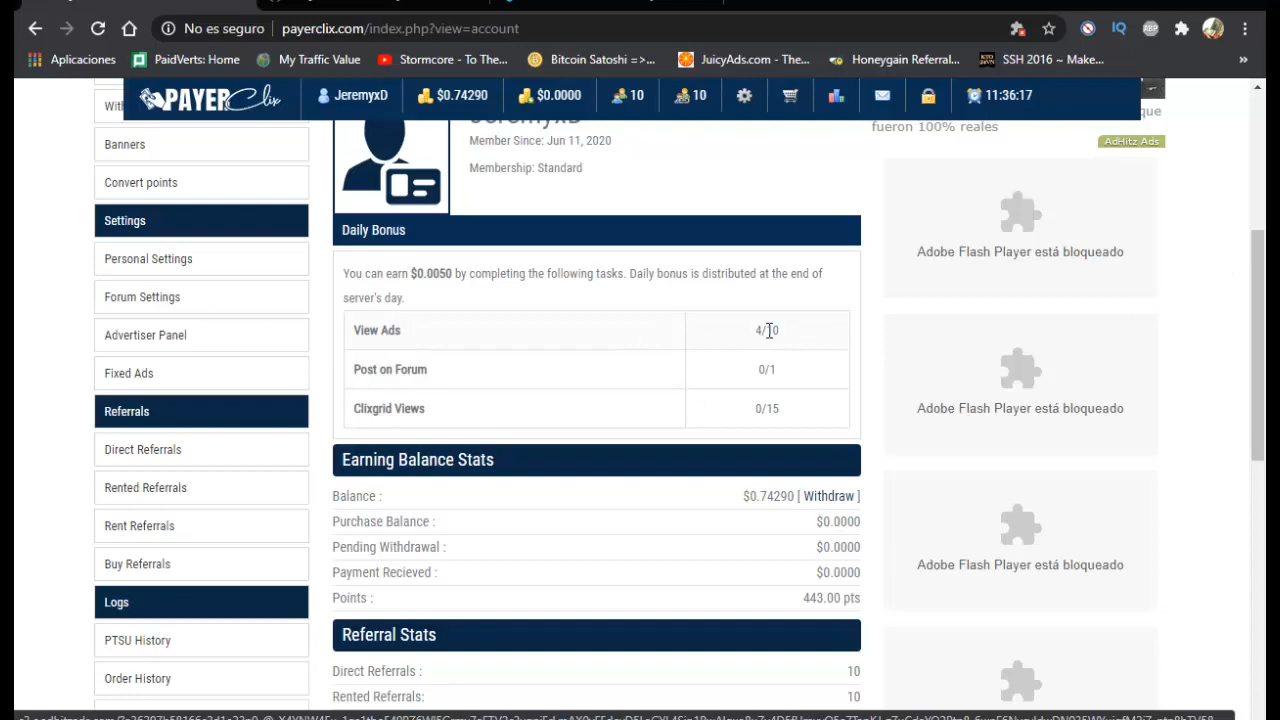 No es seguro payerclix.com/index.php?view=account
Aplicaciones PaidVerts: Home My Traffic Value Stormcore - To The... Bitcoin Satoshi =>... JuicyAds.com - The... Honeygain Referral... SSH 2016 ~ Make... »
PAYER Clix JeremyxD $0.74290 $0.0000 10 10 11:36:17
Banners
Convert points
Settings
Personal Settings
Forum Settings
Advertiser Panel
Fixed Ads
Referrals
Direct Referrals
Rented Referrals
Rent Referrals
Buy Referrals
Logs
PTSU History
Order History
JeremyxD
Member Since: Jun 11, 2020
Membership: Standard
Daily Bonus
You can earn $0.0050 by completing the following tasks. Daily bonus is distributed at the end of
server's day.
View Ads
Post on Forum 0/1
Clixgrid Views 0/15
Earning Balance Stats
Balance : $0.74290 [ Withdraw ]
Purchase Balance : $0.0000
Pending Withdrawal : $0.0000
Payment Recieved : $0.0000
Points : 443.00 pts
Referral Stats
Direct Referrals : 10
Rented Referrals: 10
que
fueron 100% reales
AdHitz Ads
Adobe Flash Player está bloqueado
Adobe Flash Player está bloqueado
Adobe Flash Player está bloqueado